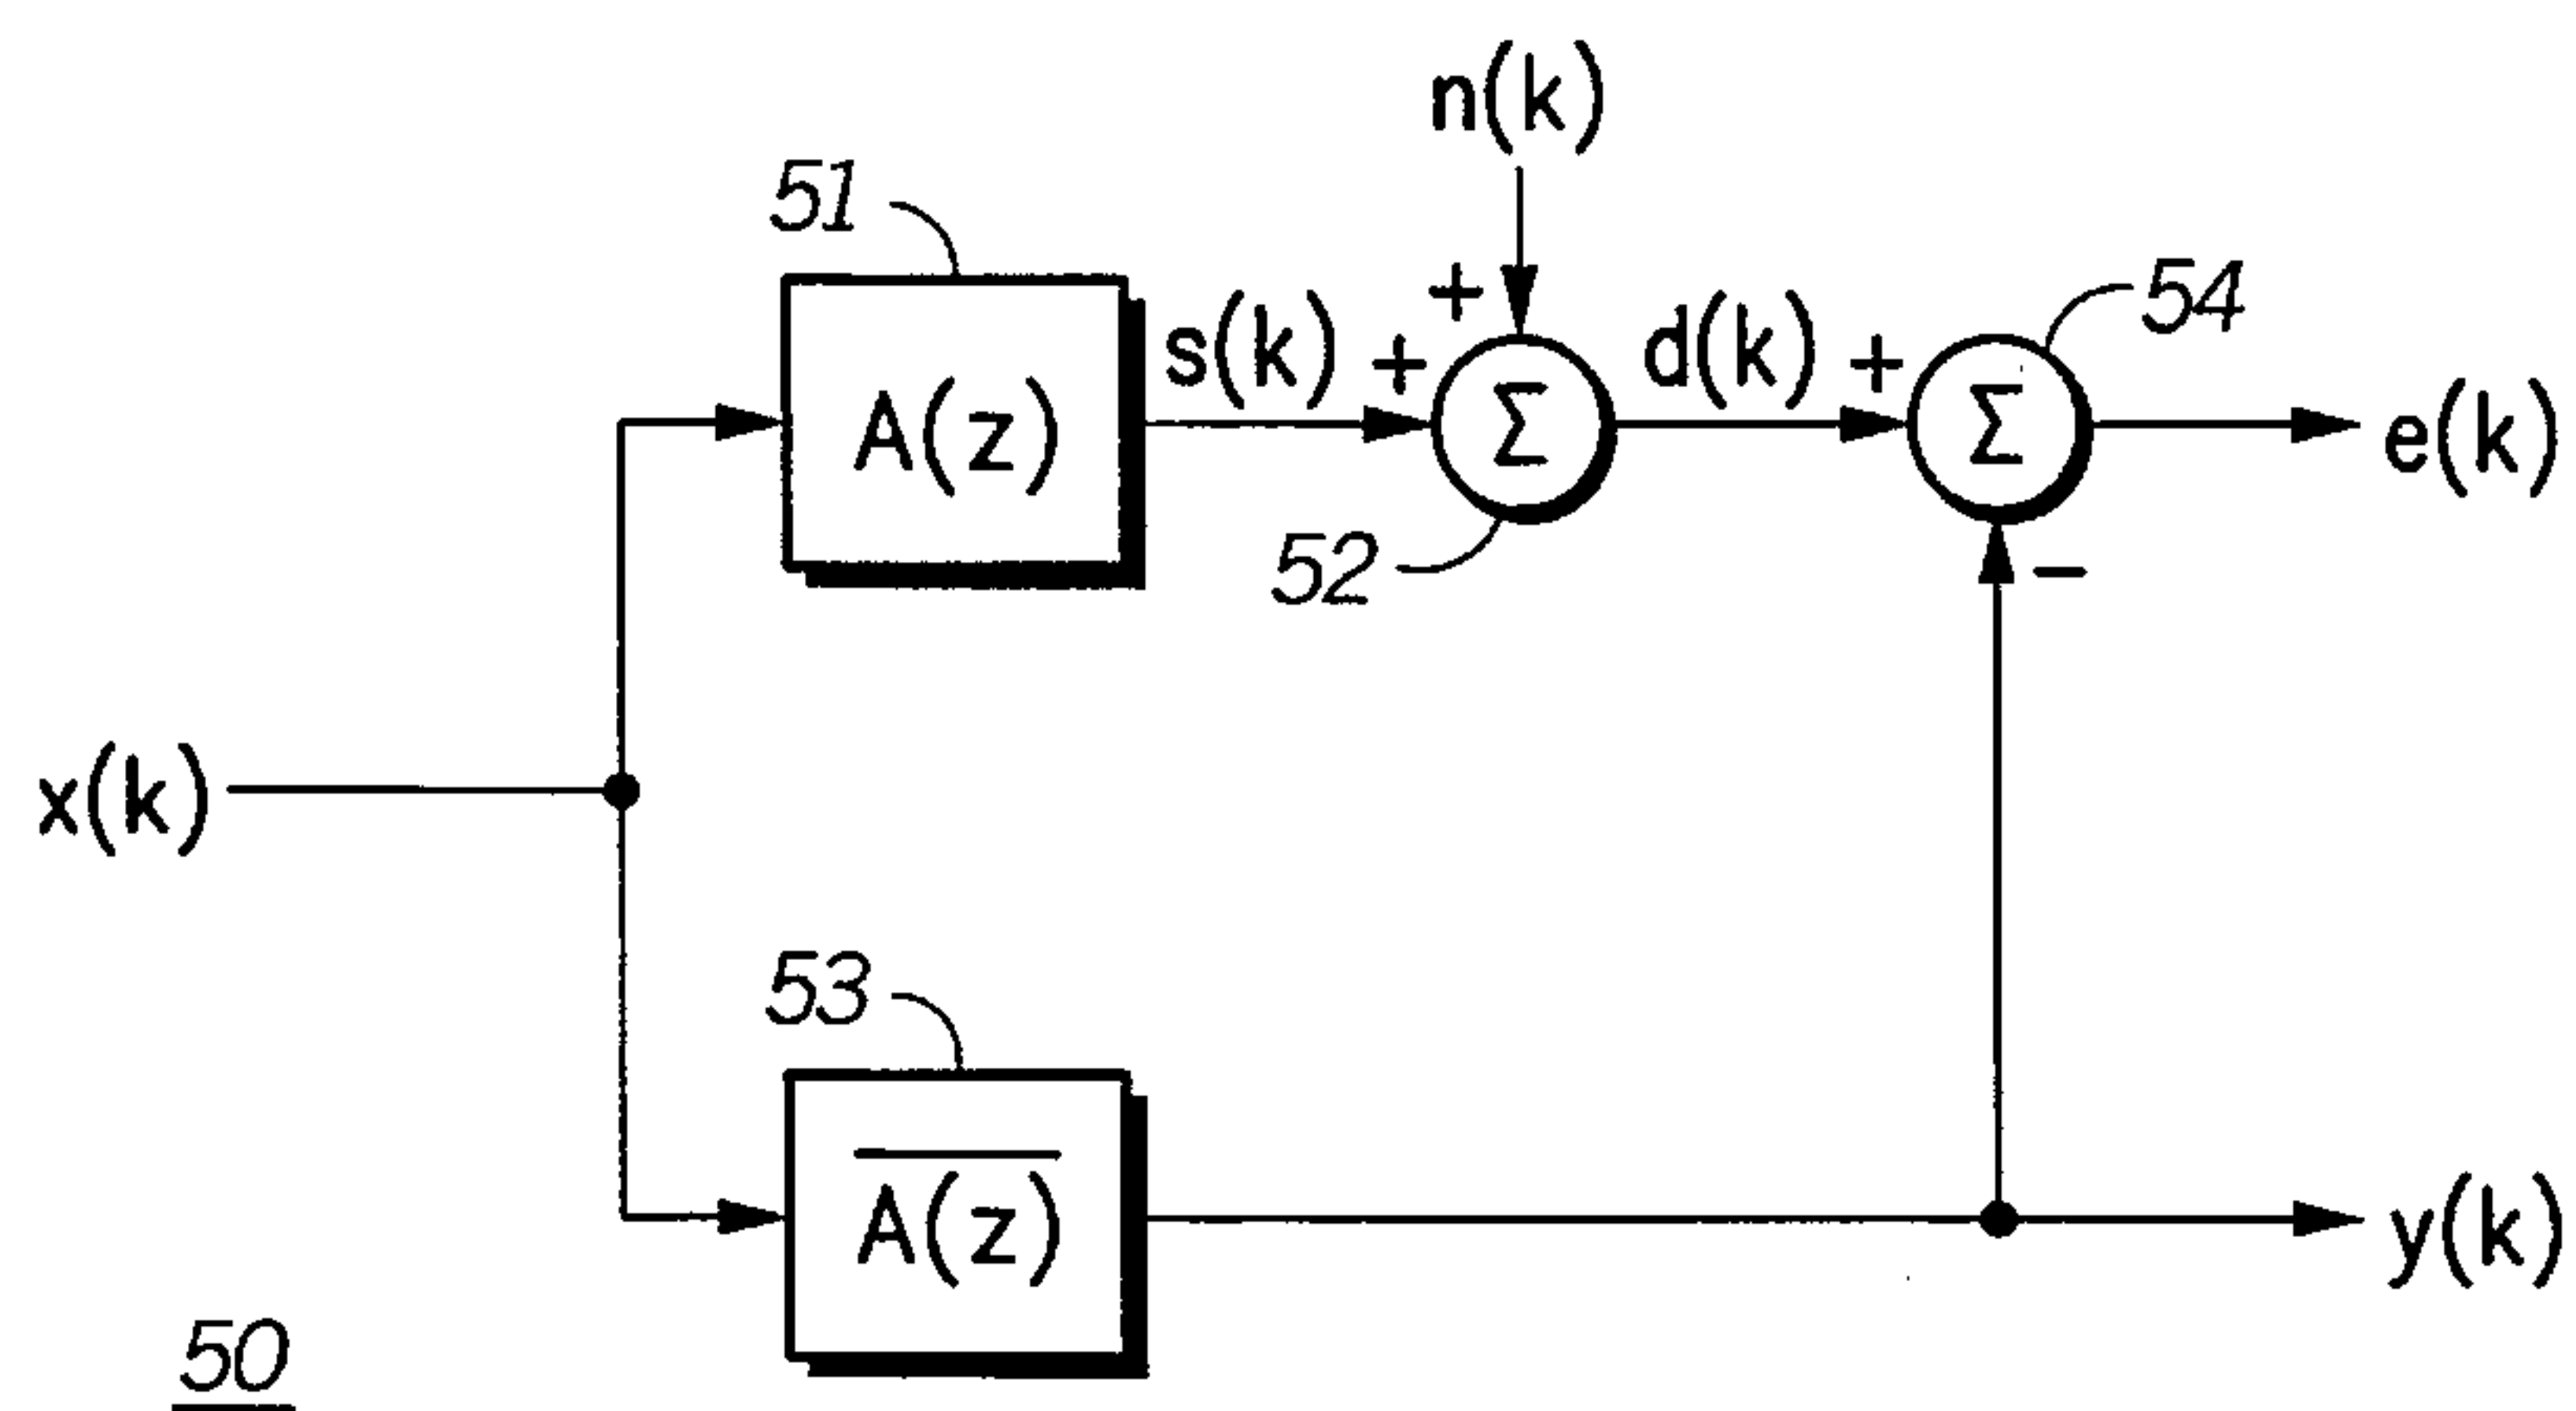 n(k)
51
+
s(k)
+
Σ
d(k)
+
Σ
54
A(z)
e(k)
52
−
x(k)
53
A̅(̅z̅)̅
y(k)
50